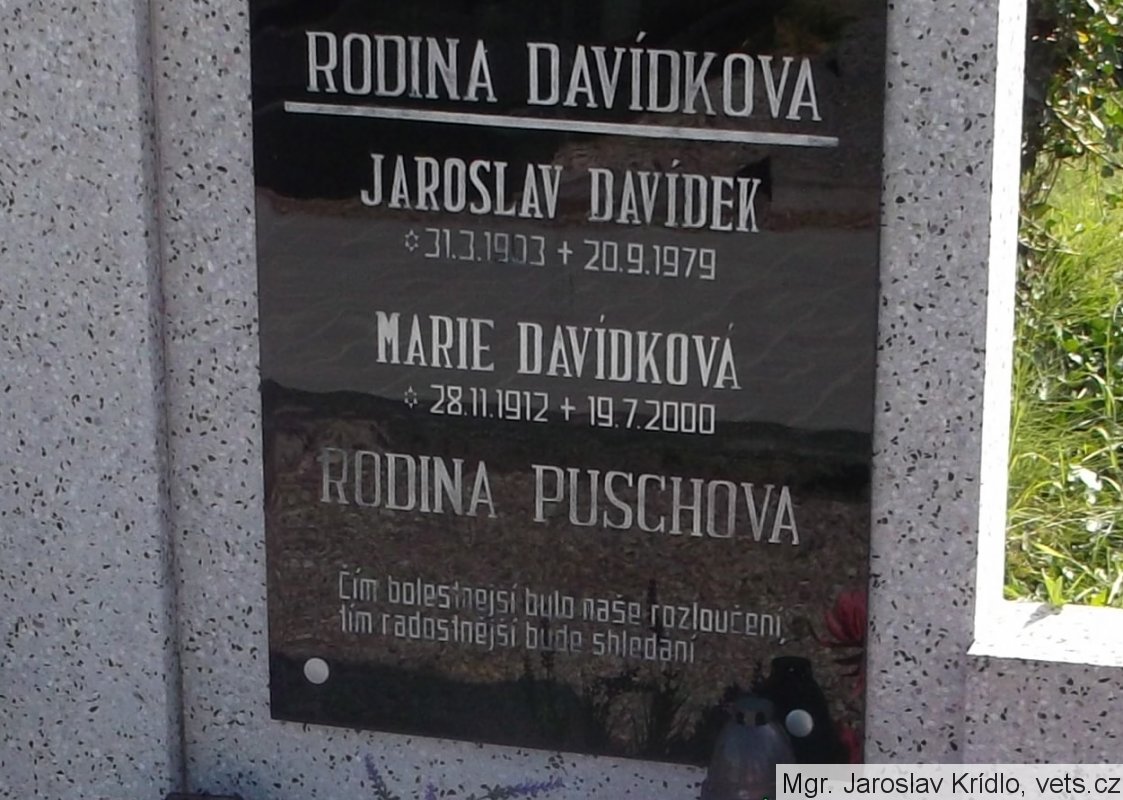 RODINA DAVÍDKOVA
JAROSLAV DAVÍDEK
✡31.3.1903 + 20.9.1979
MARIE DAVÍDKOVÁ
✡ 28.11.1912 + 19.7.2000
RODINA PUSCHOVA
Čím bolestnejsí bylo naše rozloučení,
tím radostnější bude shledání
Mgr. Jaroslav Krídlo, vets.cz